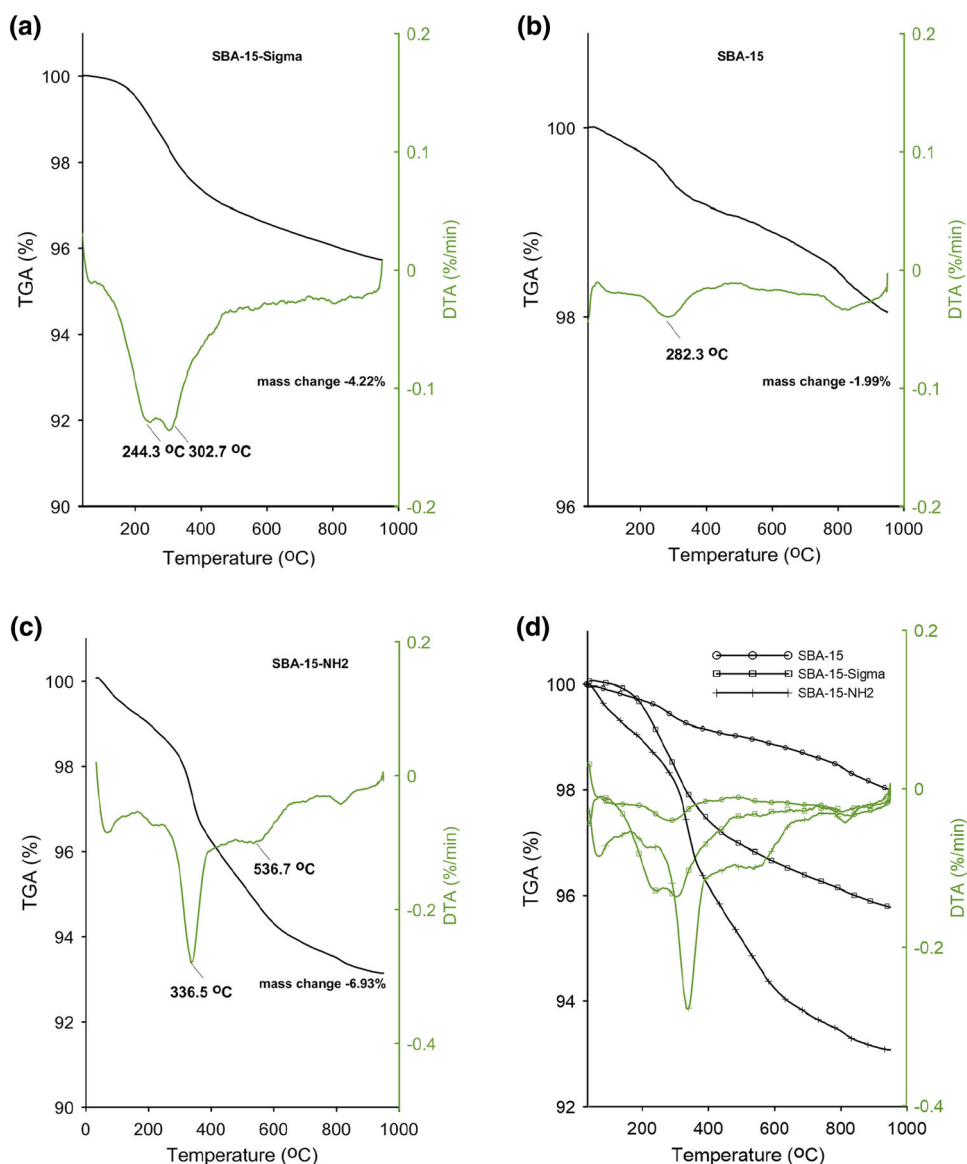 (a)
SBA-15-Sigma
100
98
96
94
92
90
TGA (%)
0.2
0.1
0
-0.1
-0.2
DTA (%/min)
mass change -4.22%
244.3 ºC
302.7 ºC
200 400 600 800 1000
Temperature (ºC)
(b)
SBA-15
100
98
96
TGA (%)
0.2
0.1
0
-0.1
-0.2
DTA (%/min)
282.3 ºC
mass change -1.99%
200 400 600 800 1000
Temperature (ºC)
(c)
SBA-15-NH2
100
98
96
94
92
90
TGA (%)
0.2
0
-0.2
-0.4
DTA (%/min)
536.7 ºC
336.5 ºC
mass change -6.93%
0 200 400 600 800 1000
Temperature (ºC)
(d)
SBA-15
SBA-15-Sigma
SBA-15-NH2
100
98
96
94
92
TGA (%)
0.2
0
-0.2
-0.4
DTA (%/min)
200 400 600 800 1000
Temperature (ºC)